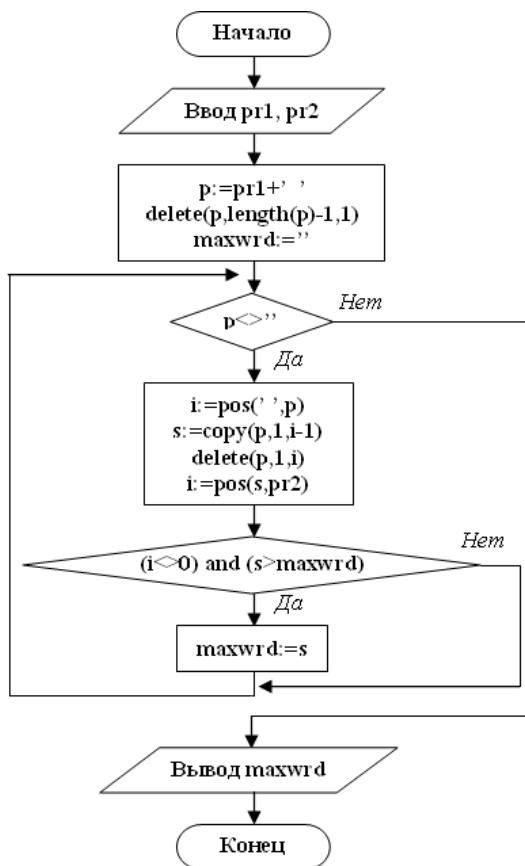 Начало
Ввод pr1, pr2
p:=pr1+’ ’
delete(p,length(p)-1,1)
maxwrd:=’’
p<>’’
Нет
Да
i:=pos(’ ’,p)
s:=copy(p,1,i-1)
delete(p,1,i)
i:=pos(s,pr2)
(i<>0) and (s>maxwrd)
Нет
Да
maxwrd:=s
Вывод maxwrd
Конец